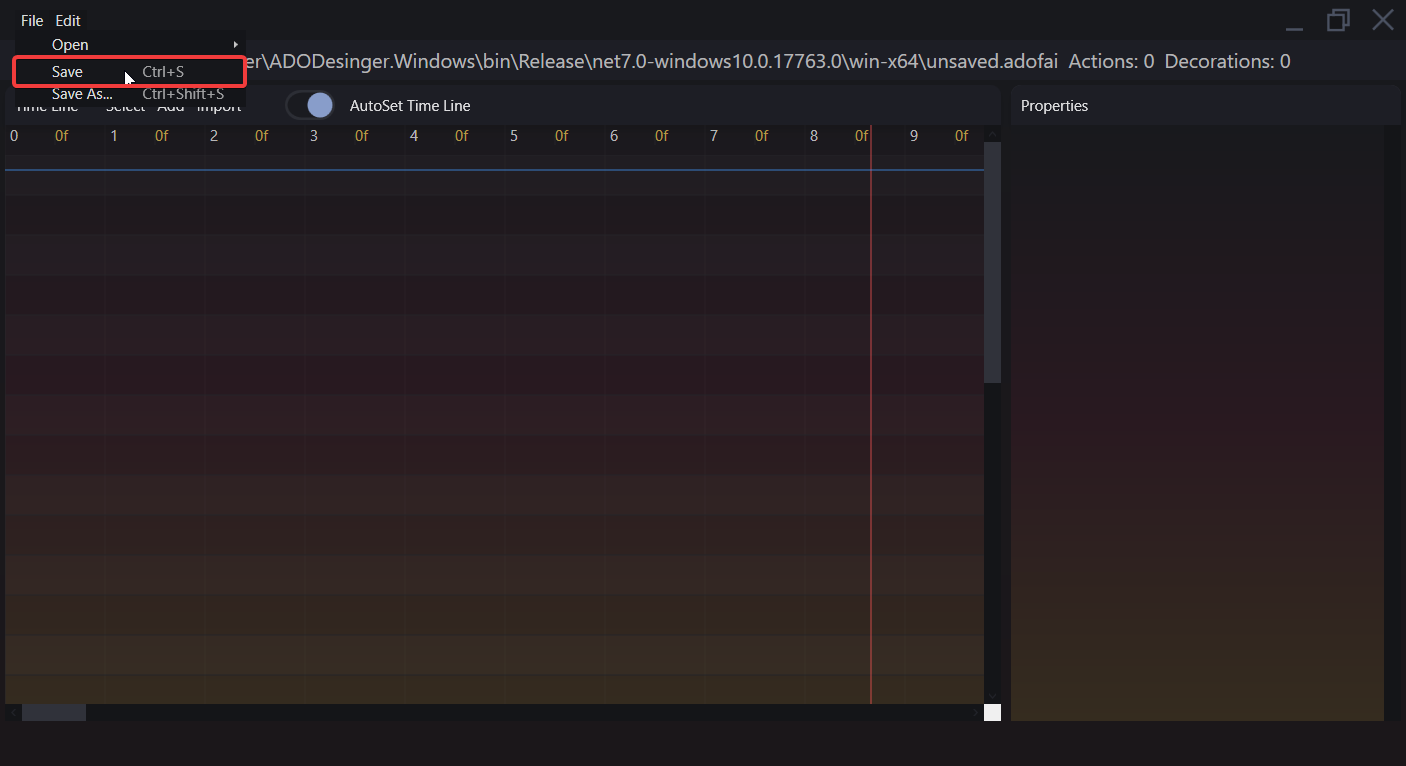 File Edit
Open
Save Ctrl+S
er\ADODesinger.Windows\bin\Release\net7.0-windows10.0.17763.0\win-x64\unsaved.adofai Actions: 0 Decorations: 0
Save As... Ctrl+Shift+S
Time Line Select Add Import AutoSet Time Line Properties
0 0f 1 0f 2 0f 3 0f 4 0f 5 0f 6 0f 7 0f 8 0f 9 0f